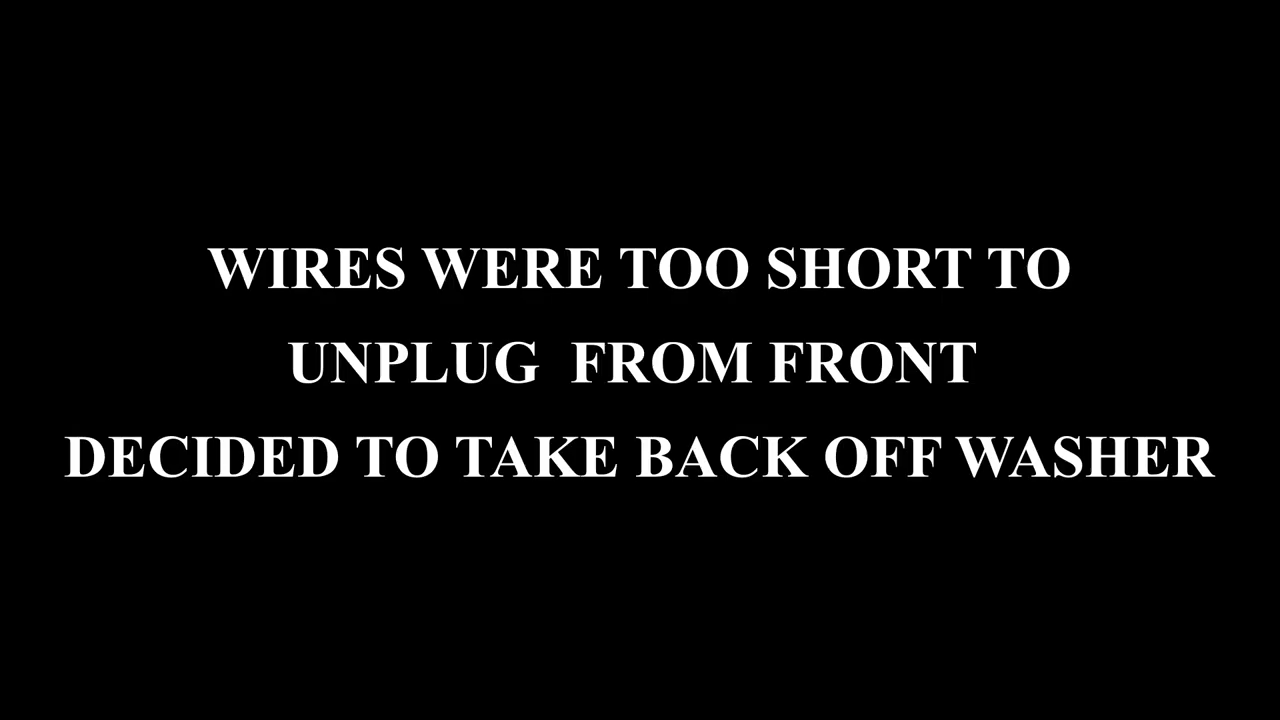 WIRES WERE TOO SHORT TO
UNPLUG  FROM FRONT
DECIDED TO TAKE BACK OFF WASHER